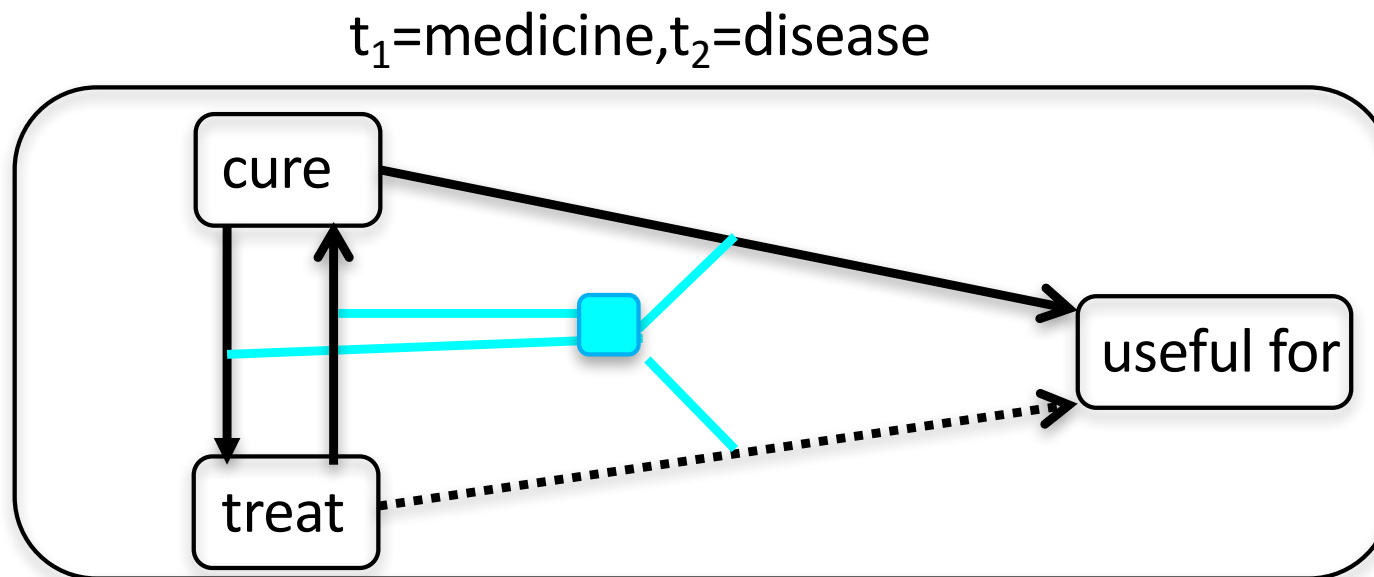 t₁=medicine,t₂=disease
cure
useful for
treat